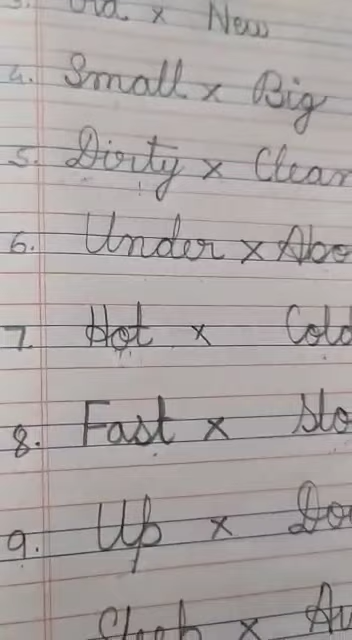 3. Old x New
4. Small x Big
5. Dirty x Clean
6. Under x Abo
7. Hot x Cold
8. Fast x Slo
9. Up x Do